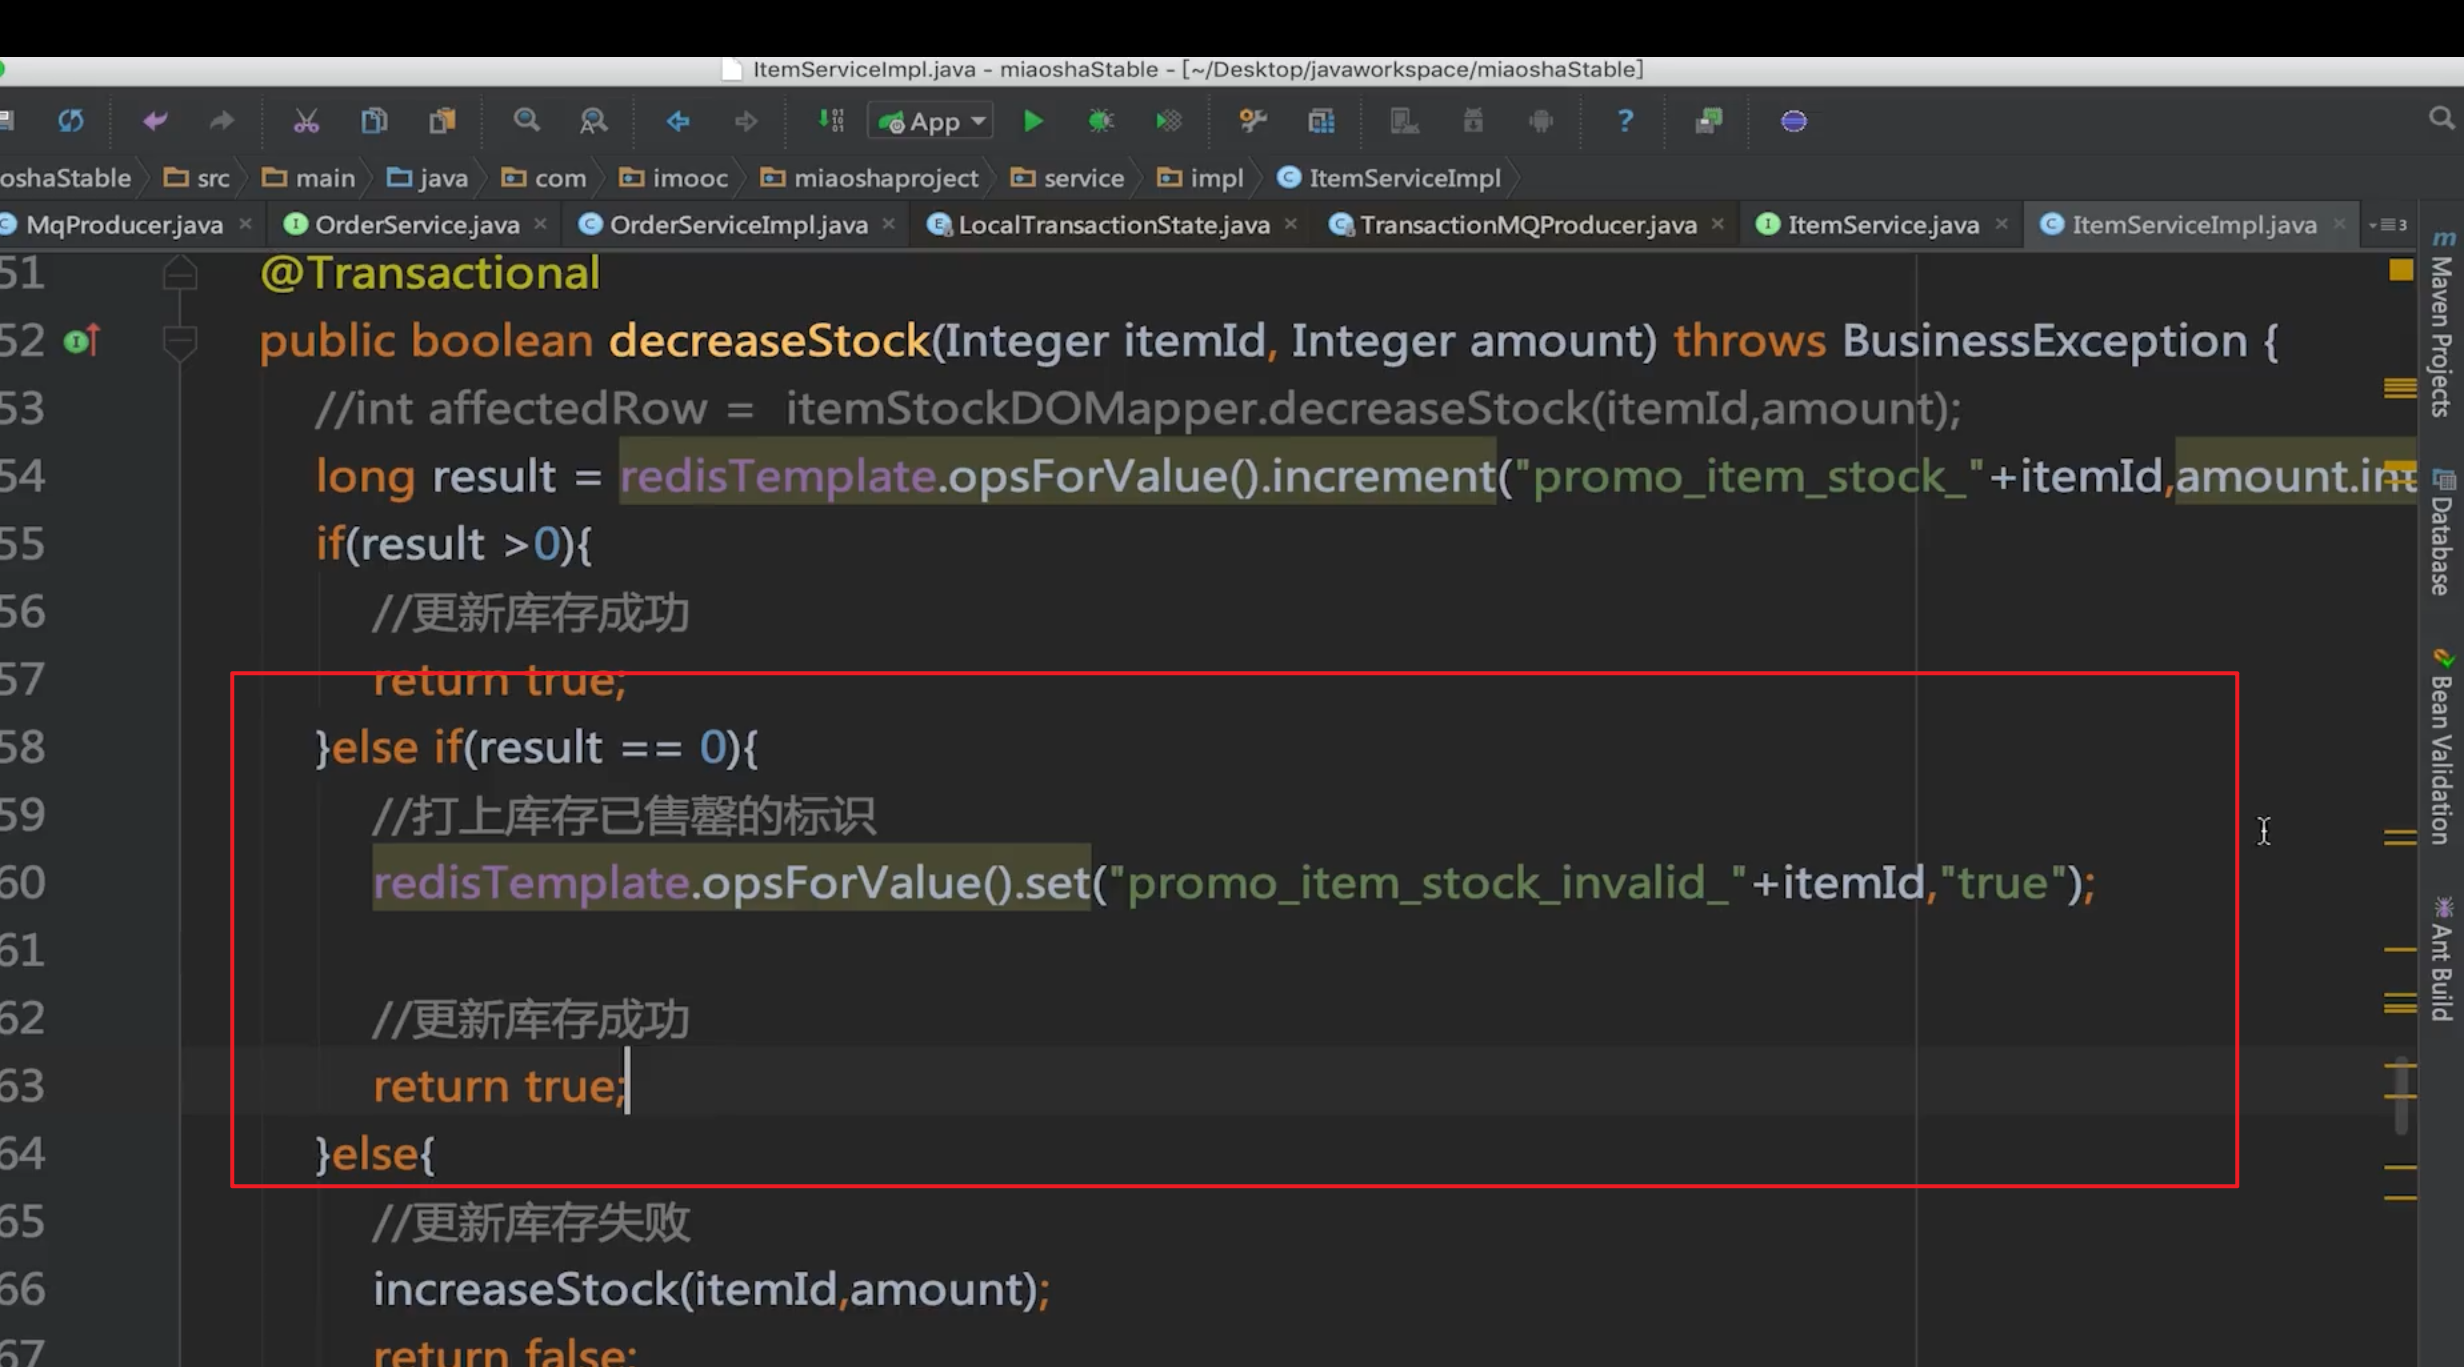 ItemServiceImpl.java - miaoshaStable - [~/Desktop/javaworkspace/miaoshaStable]
App
oshaStable src main java com imooc miaoshaproject service impl ItemServiceImpl
MqProducer.java OrderService.java OrderServiceImpl.java LocalTransactionState.java TransactionMQProducer.java ItemService.java ItemServiceImpl.java 3
51 @Transactional
52 public boolean decreaseStock(Integer itemId, Integer amount) throws BusinessException {
53 //int affectedRow = itemStockDOMapper.decreaseStock(itemId,amount);
54 long result = redisTemplate.opsForValue().increment("promo_item_stock_"+itemId,amount.int
55 if(result >0){
56 //更新库存成功
57 return true;
58 }else if(result == 0){
59 //打上库存已售罄的标识
60 redisTemplate.opsForValue().set("promo_item_stock_invalid_"+itemId,"true");
61
62 //更新库存成功
63 return true;
64 }else{
65 //更新库存失败
66 increaseStock(itemId,amount);
67 return false;
Maven Projects
Database
Bean Validation
Ant Build